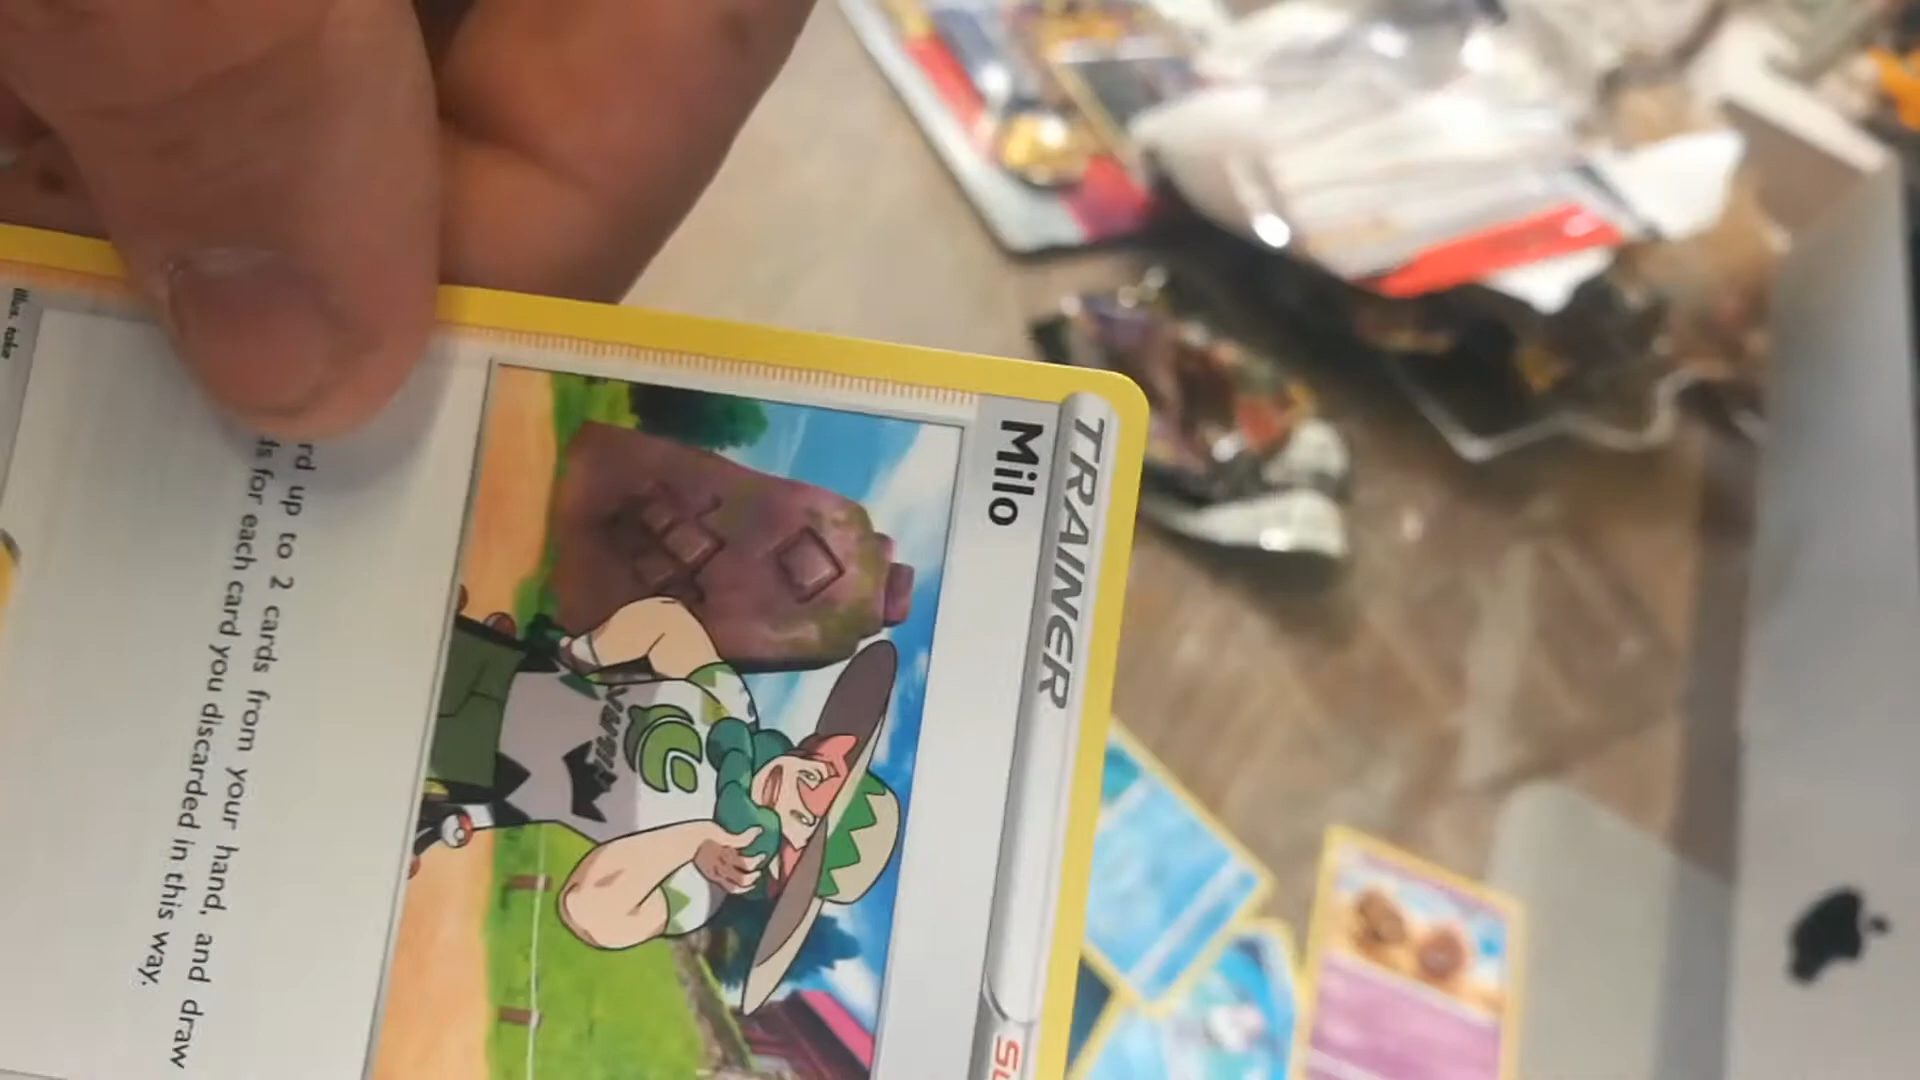 TRAINER
Su
Milo
rd up to 2 cards from your hand, and draw
ds for each card you discarded in this way.
Illus. take